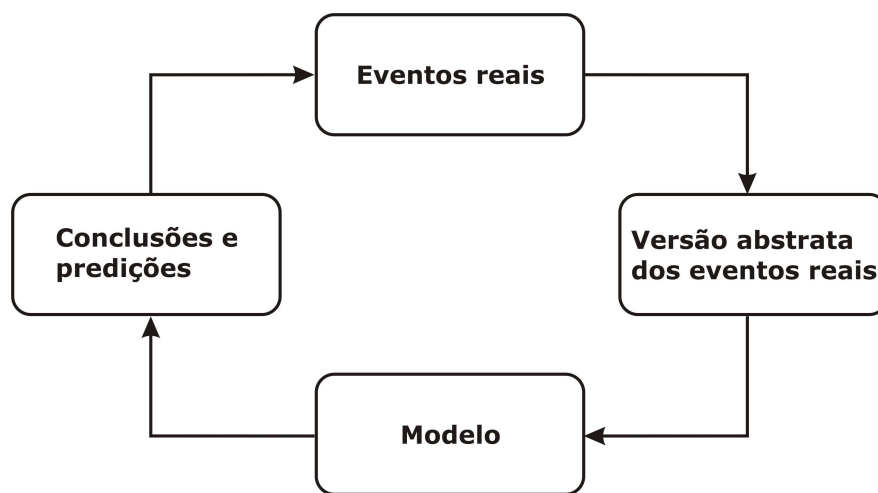 Eventos reais
Versão abstrata
dos eventos reais
Modelo
Conclusões e
predições